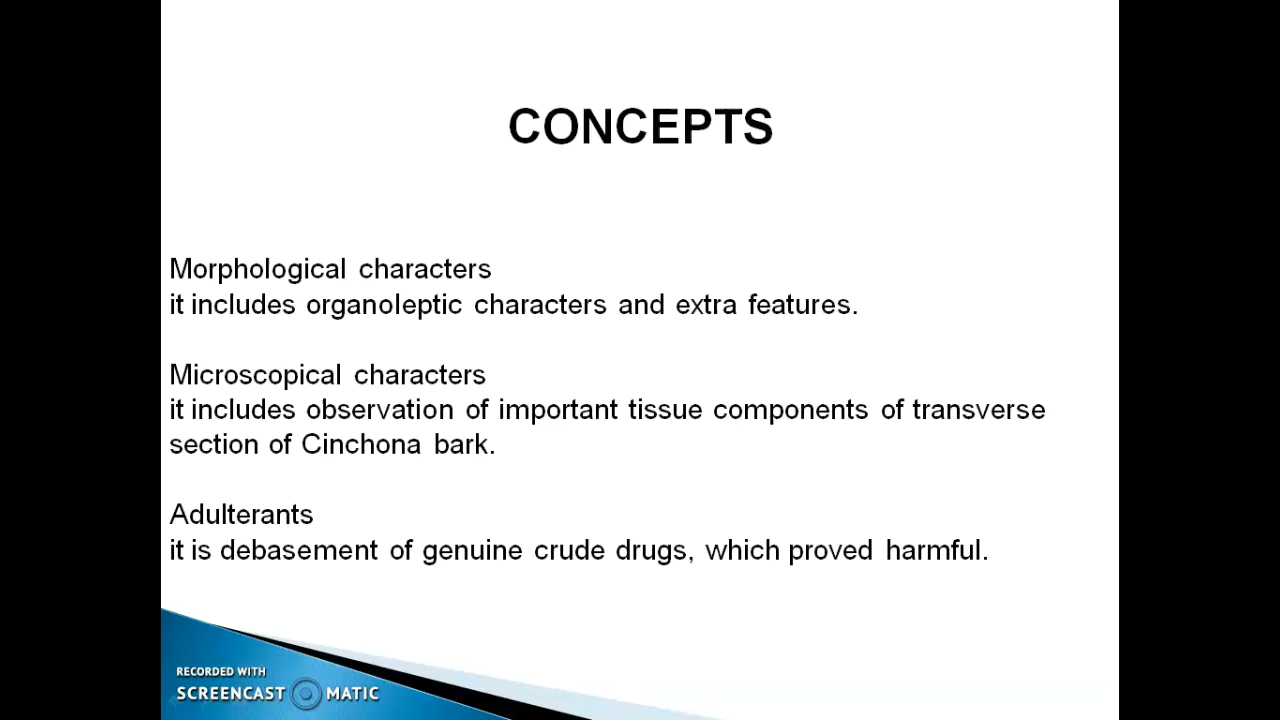 CONCEPTS
Morphological characters
it includes organoleptic characters and extra features.
Microscopical characters
it includes observation of important tissue components of transverse
section of Cinchona bark.
Adulterants
it is debasement of genuine crude drugs, which proved harmful.
RECORDED WITH
SCREENCAST MATIC